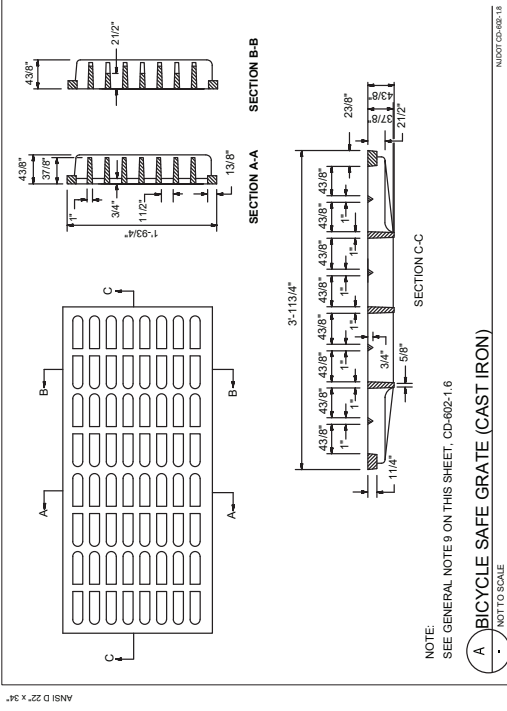 ANSI D 22" x 34"
C
C
B
B
A
A
1'-93/4"
43/8"
37/8"
1"
3/4"
11/2"
13/8"
SECTION A-A
43/8"
21/2"
SECTION B-B
3'-113/4"
23/8"
43/8"
43/8"
43/8"
43/8"
43/8"
43/8"
43/8"
43/8"
1"
1"
1"
1"
1"
1"
1"
43/8"
37/8"
21/2"
11/4"
3/4"
5/8"
SECTION C-C
NOTE:
SEE GENERAL NOTE 9 ON THIS SHEET, CD-602-1.6
A
-
BICYCLE SAFE GRATE (CAST IRON)
NOT TO SCALE
NJDOT CD-602-1.8